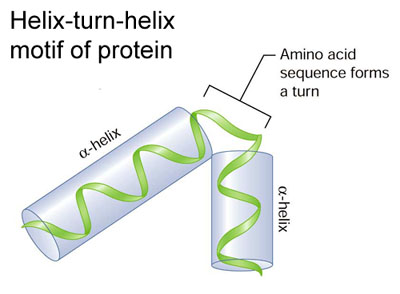 Helix-turn-helix
motif of protein
Amino acid
sequence forms
a turn
α-helix
α-helix